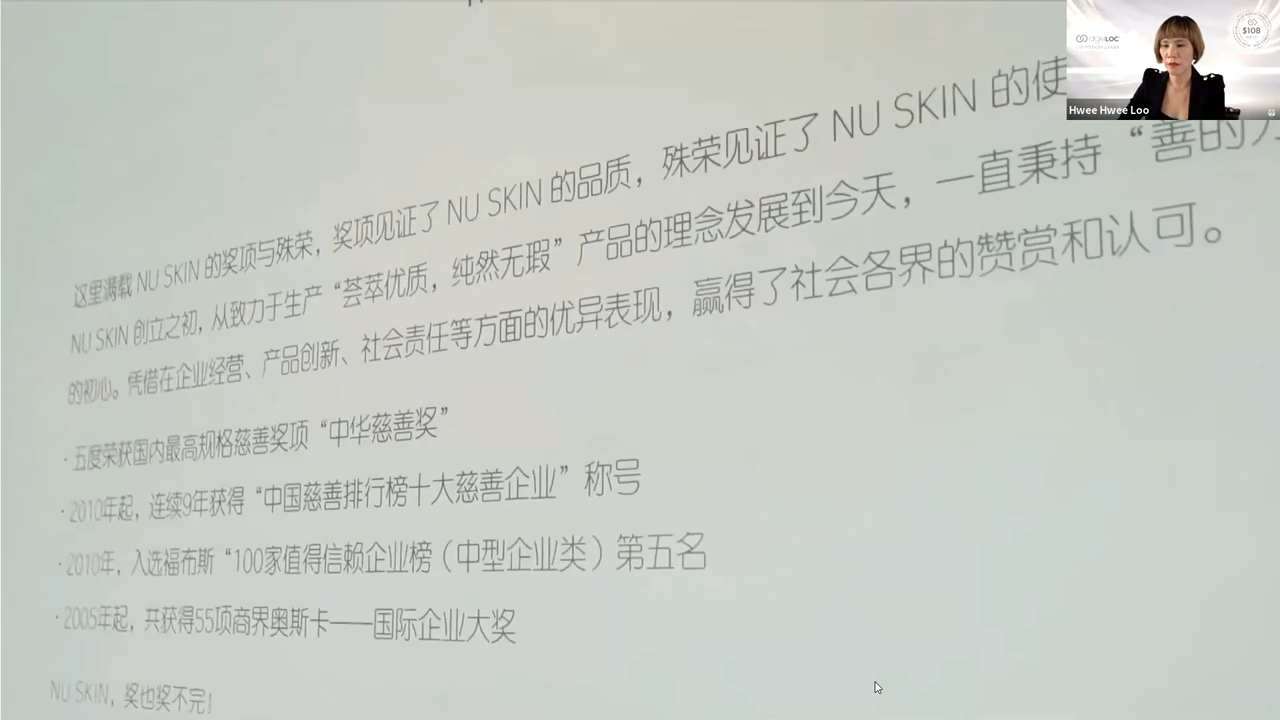 这里满载 NU SKIN 的奖项与殊荣，奖项见证了 NU SKIN 的品质，殊荣见证了 NU SKIN 的使
NU SKIN 创立之初，从致力于生产“荟萃优质，纯然无瑕”产品的理念发展到今天，一直秉持“善的力
的初心。凭借在企业经营、产品创新、社会责任等方面的优异表现，赢得了社会各界的赞赏和认可。
·五度荣获国内最高规格慈善奖项“中华慈善奖”
·2010年起，连续9年获得“中国慈善排行榜十大慈善企业”称号
·2010年，入选福布斯“100家值得信赖企业榜（中型企业类）第五名
·2005年起，共获得55项商界奥斯卡——国际企业大奖
NU SKIN，奖也奖不完！
ageLOC
$10B
Hwee Hwee Loo